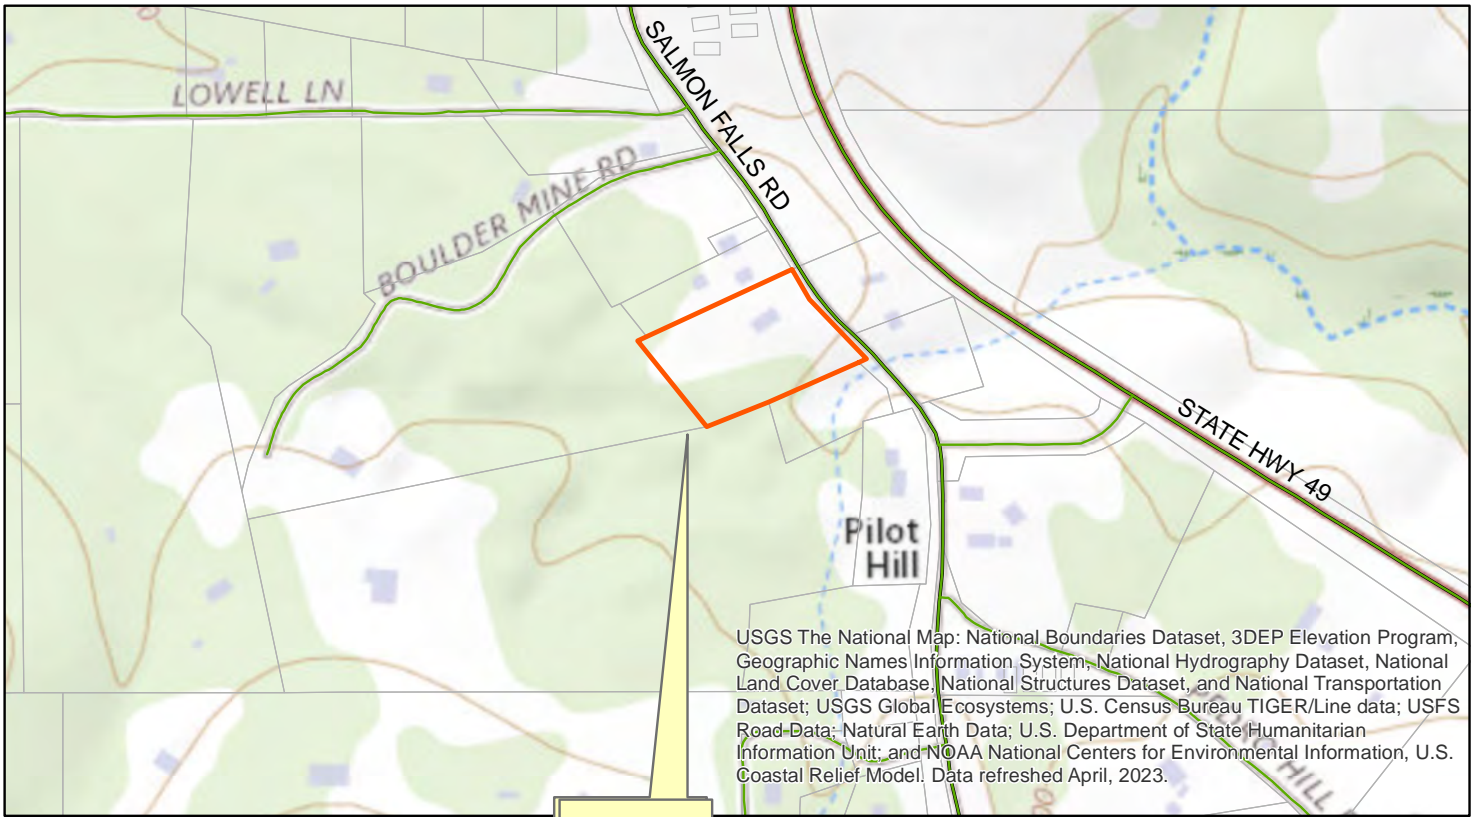 LOWELL LN
SALMON FALLS RD
BOULDER MINE RD
STATE HWY 49
Pilot
Hill
USGS The National Map: National Boundaries Dataset, 3DEP Elevation Program,
Geographic Names Information System, National Hydrography Dataset, National
Land Cover Database, National Structures Dataset, and National Transportation
Dataset; USGS Global Ecosystems; U.S. Census Bureau TIGER/Line data; USFS
Road Data; Natural Earth Data; U.S. Department of State Humanitarian
Information Unit; and NOAA National Centers for Environmental Information, U.S.
Coastal Relief Model. Data refreshed April, 2023.
HILL